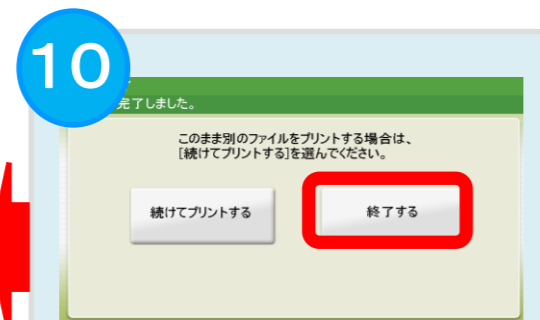 10
完了しました。
このまま別のファイルをプリントする場合は、
[続けてプリントする]を選んでください。
続けてプリントする
終了する